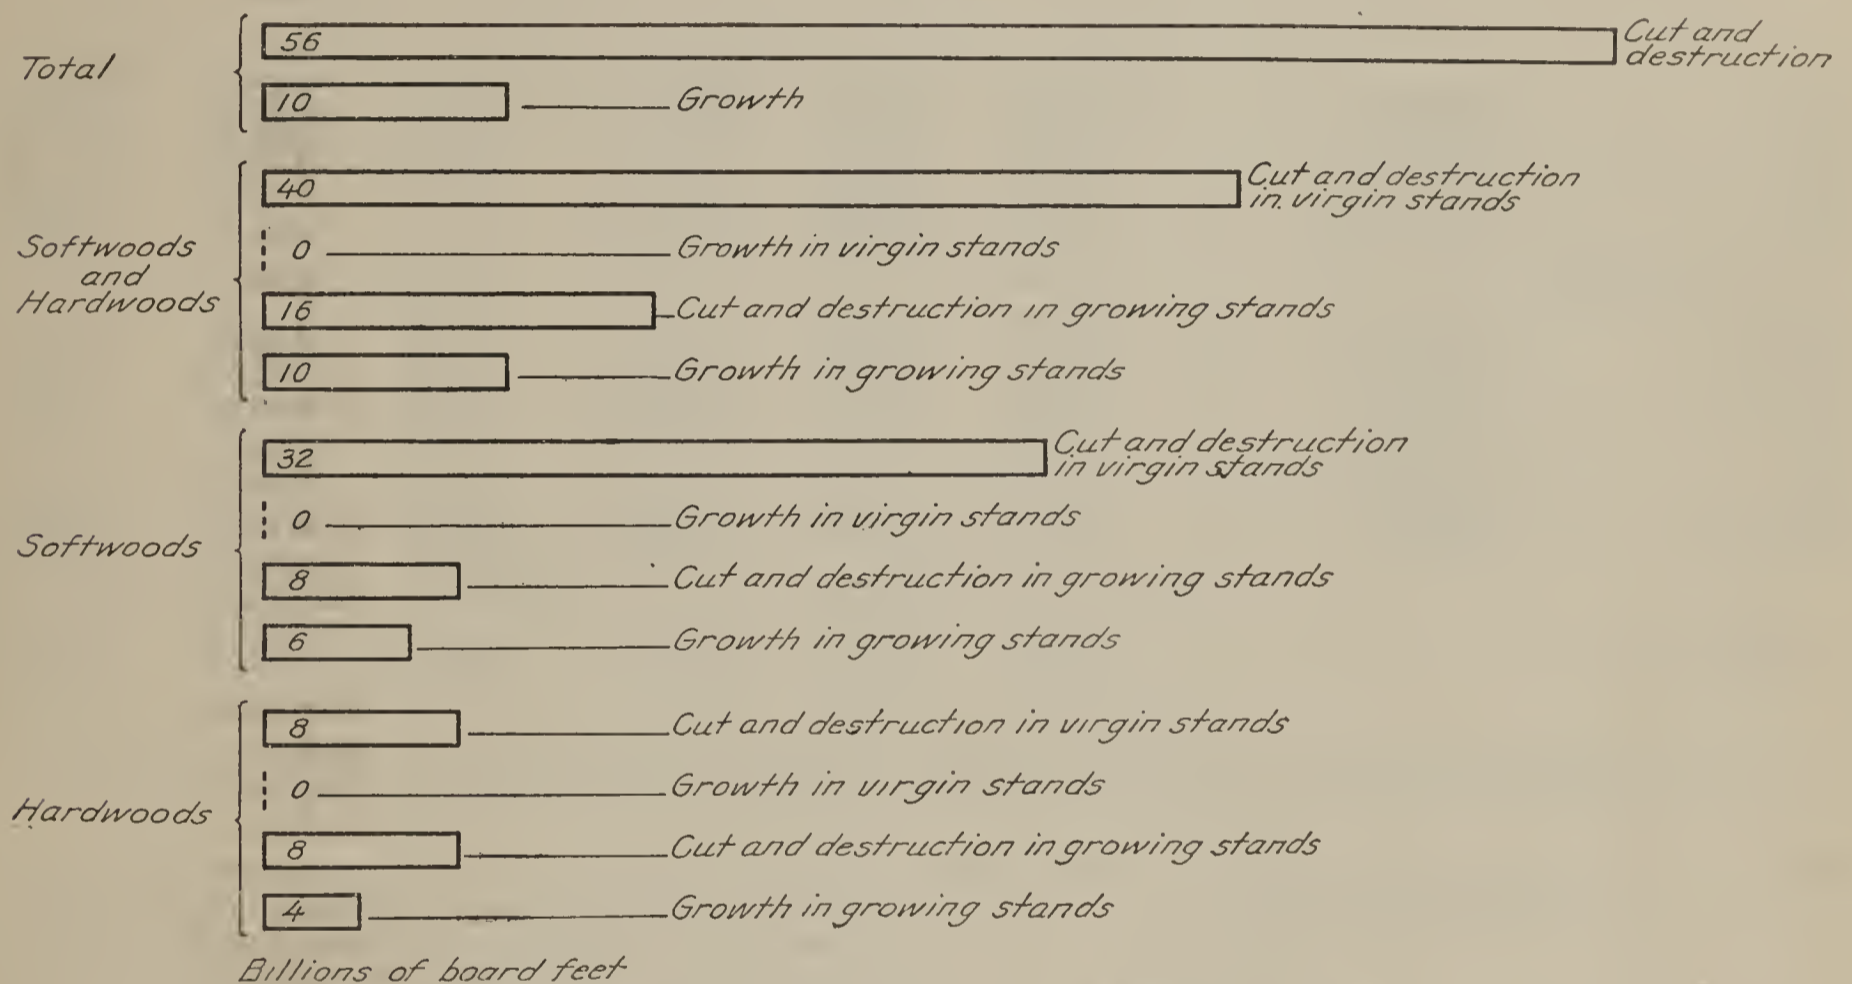 Total
56
Cut and
destruction
10
Growth
Softwoods
and
Hardwoods
40
Cut and destruction
in virgin stands
0
Growth in virgin stands
16
Cut and destruction in growing stands
10
Growth in growing stands
Softwoods
32
Cut and destruction
in virgin stands
0
Growth in virgin stands
8
Cut and destruction in growing stands
6
Growth in growing stands
Hardwoods
8
Cut and destruction in virgin stands
0
Growth in virgin stands
8
Cut and destruction in growing stands
4
Growth in growing stands
Billions of board feet